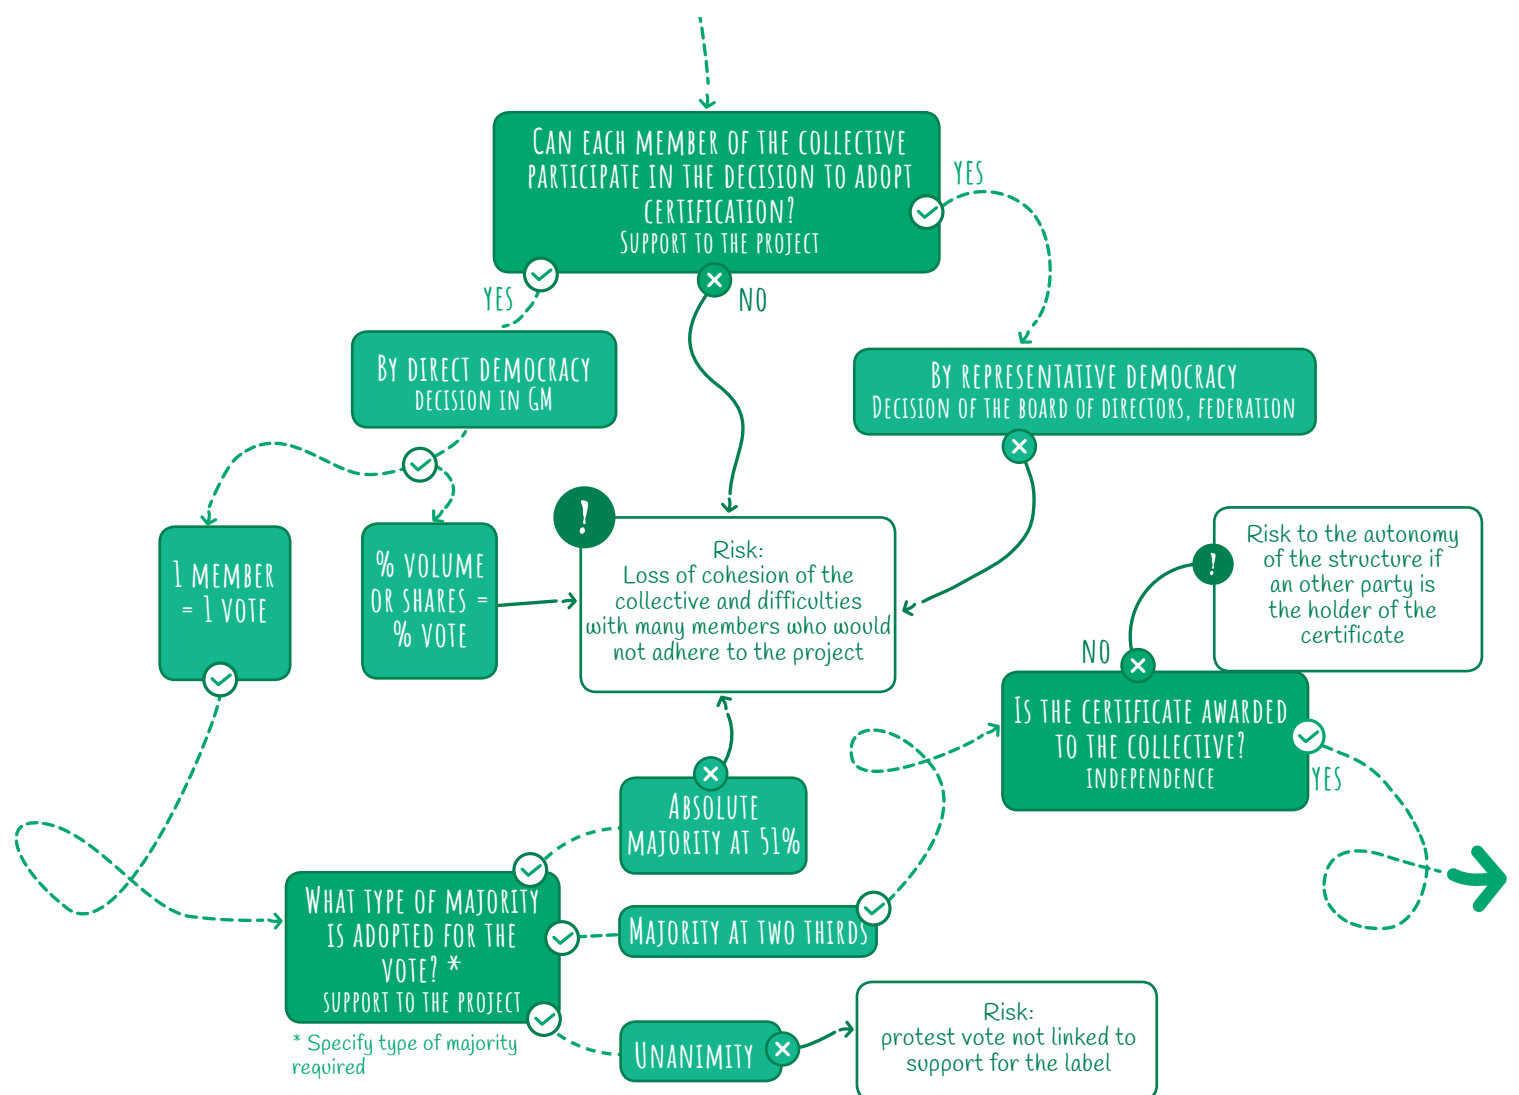 CAN EACH MEMBER OF THE COLLECTIVE
PARTICIPATE IN THE DECISION TO ADOPT
CERTIFICATION?
SUPPORT TO THE PROJECT
YES
YES
NO
BY DIRECT DEMOCRACY
DECISION IN GM
BY REPRESENTATIVE DEMOCRACY
DECISION OF THE BOARD OF DIRECTORS, FEDERATION
1 MEMBER
= 1 VOTE
% VOLUME
OR SHARES =
% VOTE
!
Risk:
Loss of cohesion of the
collective and difficulties
with many members who would
not adhere to the project
!
Risk to the autonomy
of the structure if
an other party is
the holder of the
certificate
NO
IS THE CERTIFICATE AWARDED
TO THE COLLECTIVE?
INDEPENDENCE
YES
ABSOLUTE
MAJORITY AT 51%
WHAT TYPE OF MAJORITY
IS ADOPTED FOR THE
VOTE? *
SUPPORT TO THE PROJECT
* Specify type of majority
required
MAJORITY AT TWO THIRDS
UNANIMITY
Risk:
protest vote not linked to
support for the label